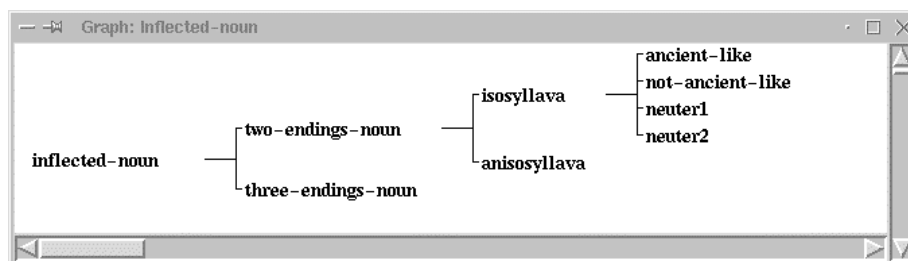 Graph: Inflected-noun
ancient-like
not-ancient-like
isosyllava
neuter1
two-endings-noun
neuter2
inflected-noun
anisosyllava
three-endings-noun